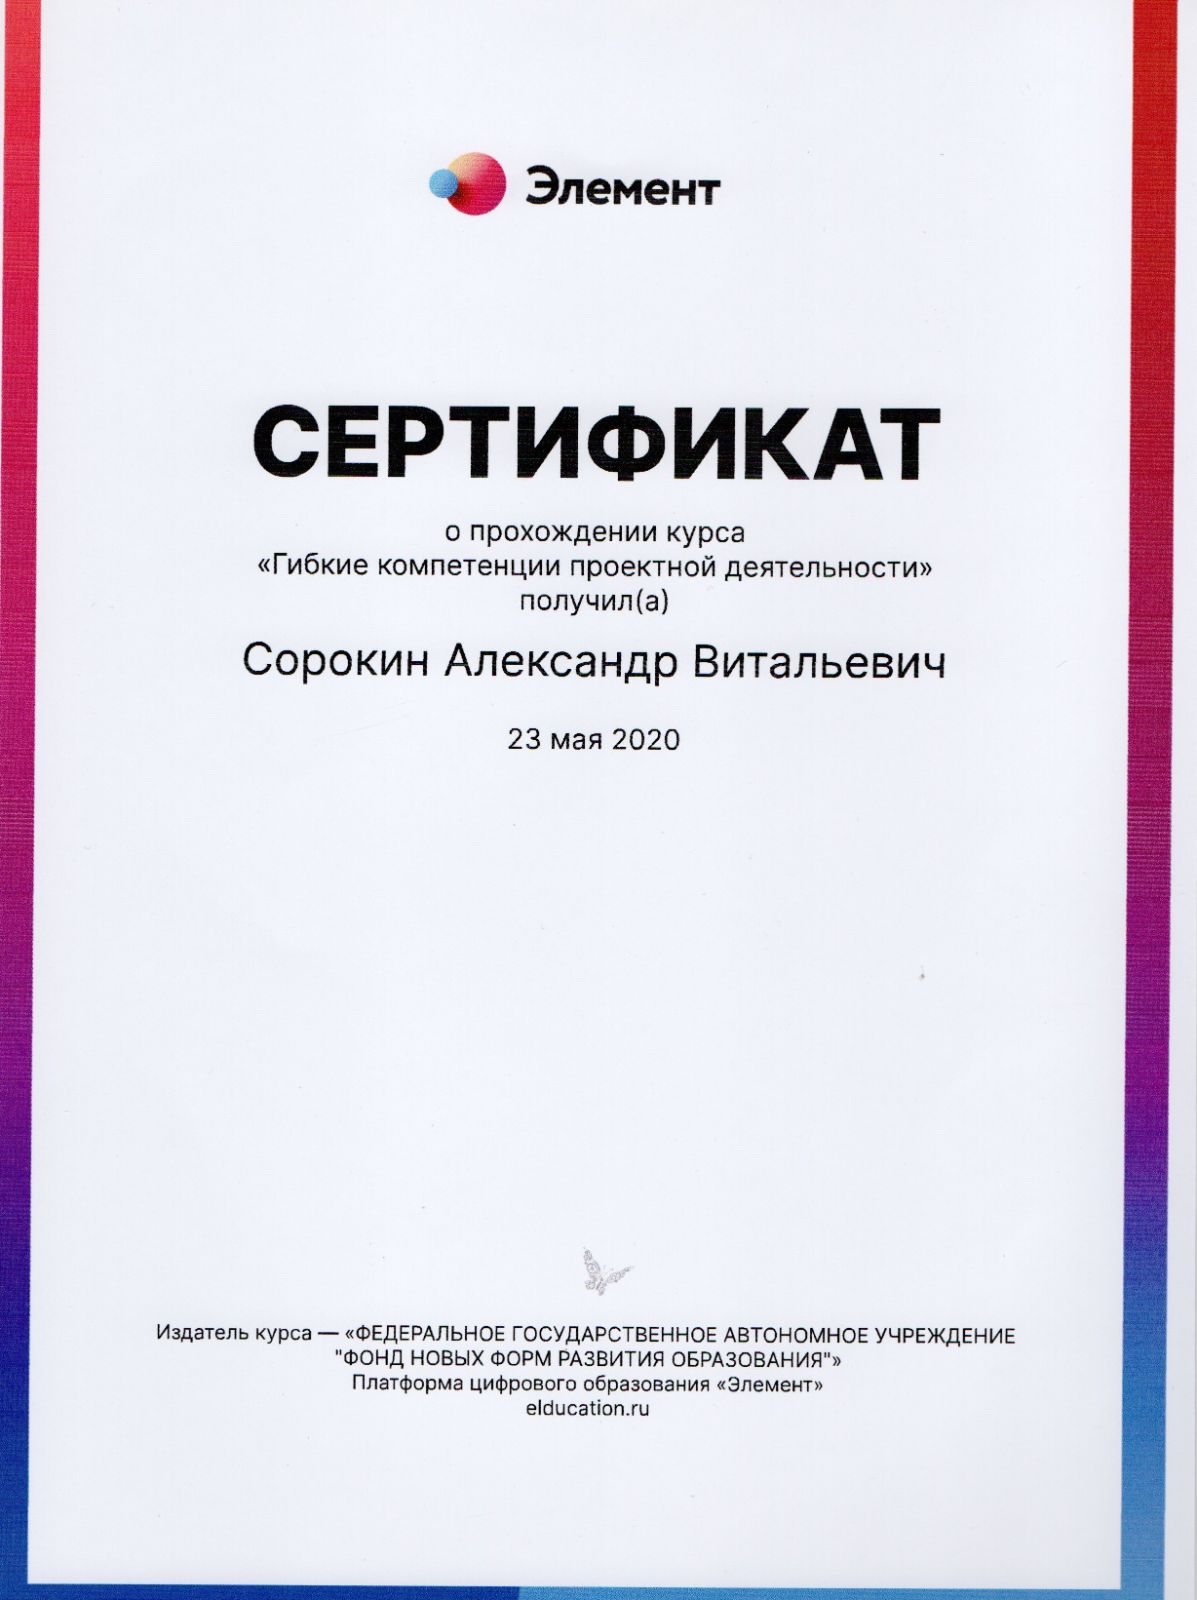 Элемент
СЕРТИФИКАТ
о прохождении курса
«Гибкие компетенции проектной деятельности»
получил(а)
Сорокин Александр Витальевич
23 мая 2020
Издатель курса — «ФЕДЕРАЛЬНОЕ ГОСУДАРСТВЕННОЕ АВТОНОМНОЕ УЧРЕЖДЕНИЕ
"ФОНД НОВЫХ ФОРМ РАЗВИТИЯ ОБРАЗОВАНИЯ"»
Платформа цифрового образования «Элемент»
elducation.ru